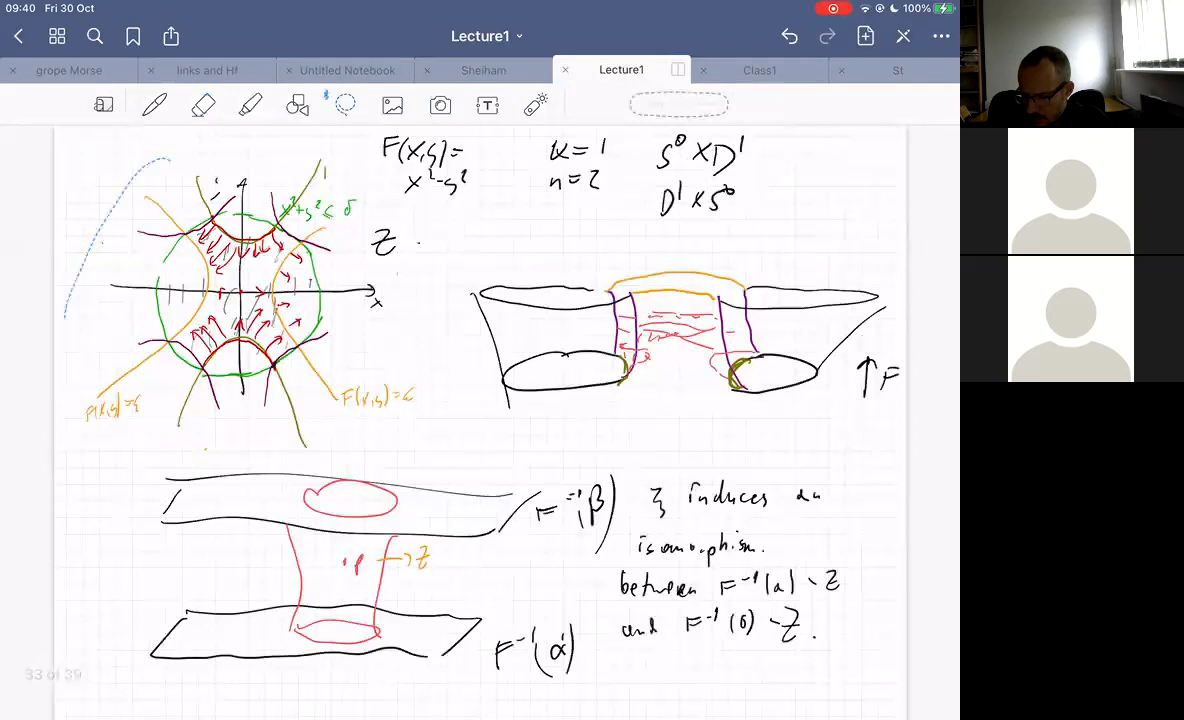 09:40 Fri 30 Oct
100%
Lecture1
grope Morse
links and Hf
Untitled Notebook
Sheiham
Lecture1
Class1
St
F(x,y)=
x²-y²
k=1
n=2
S⁰ × D¹
D¹ × S⁰
x²+y² ≤ δ
Z
x
F(x,y)=ε
F(x,y)=ε
↑F
F⁻¹(β)
ξ induces an
isomorphism.
p → Z
between F⁻¹(a) \ Z
and F⁻¹(b) \ Z.
F⁻¹(α)
33 of 39